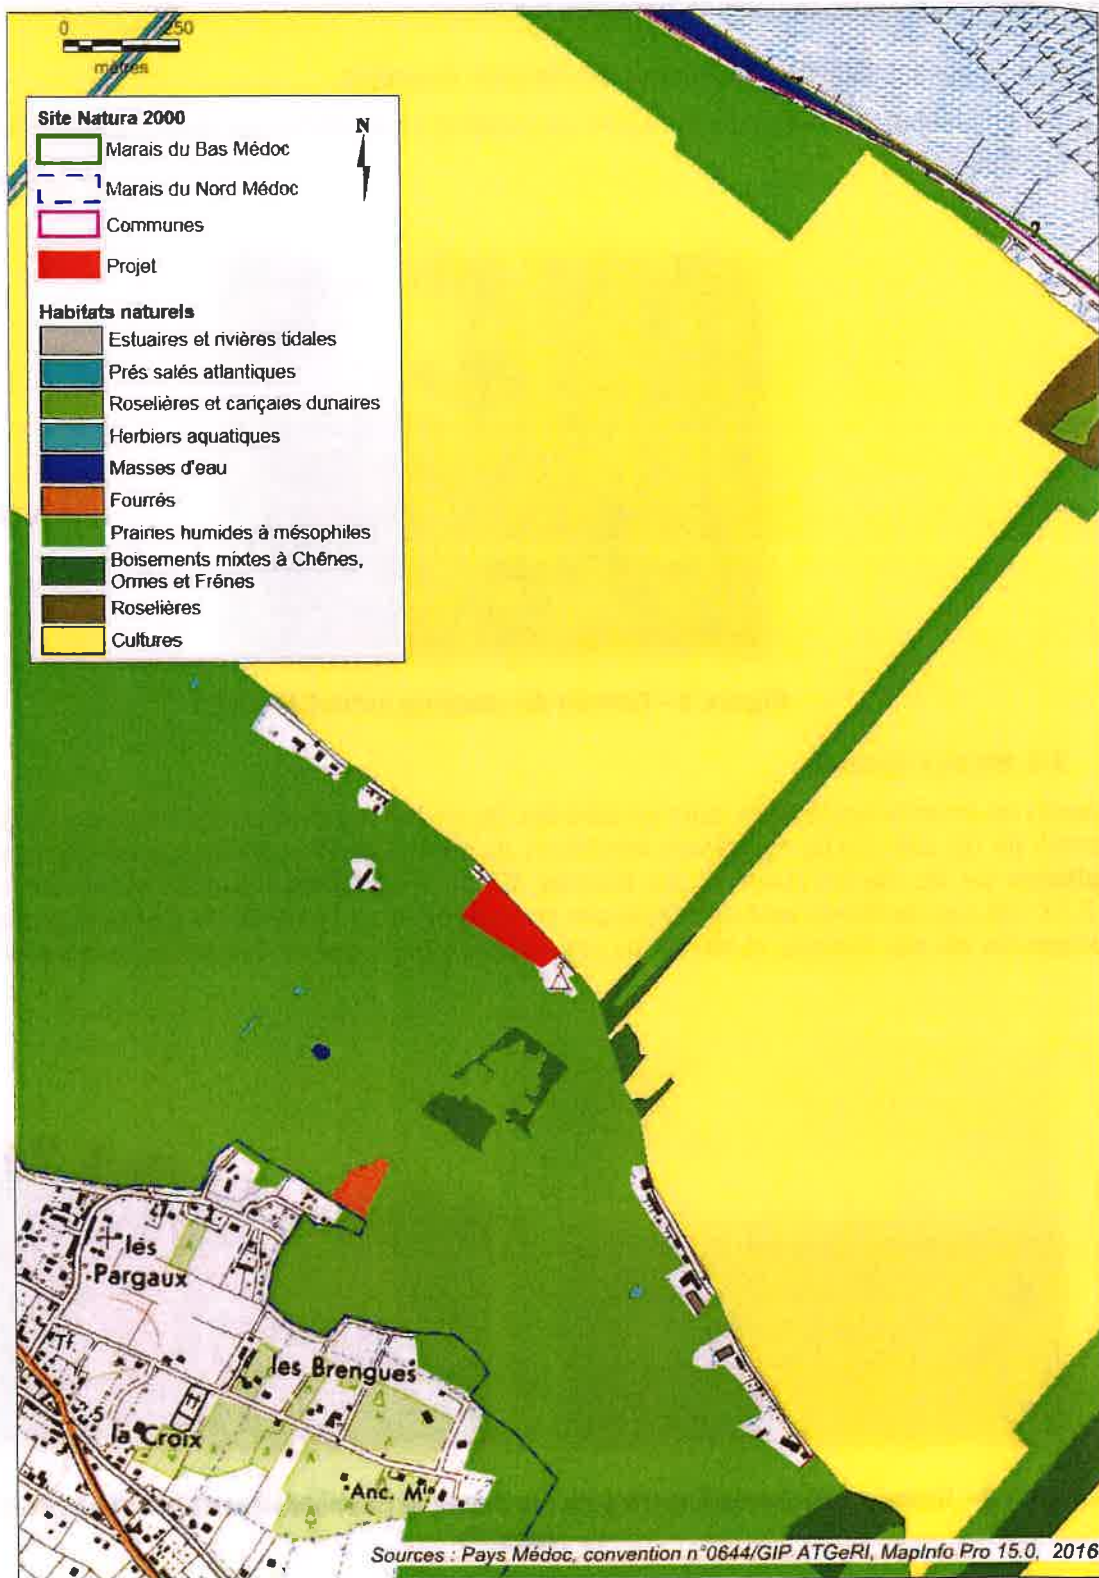 0 250
mètres
Site Natura 2000
N
Marais du Bas Médoc
Marais du Nord Médoc
Communes
Projet
Habitats naturels
Estuaires et rivières tidales
Prés salés atlantiques
Roselières et cariçaies dunaires
Herbiers aquatiques
Masses d'eau
Fourrés
Prairies humides à mésophiles
Boisements mixtes à Chênes,
Ormes et Frênes
Roselières
Cultures
les
Pargaux
Tf.
les Brengues
5
la Croix
Anc. Mⁱⁿ
Sources : Pays Médoc, convention n°0644/GIP ATGeRI, MapInfo Pro 15.0, 2016